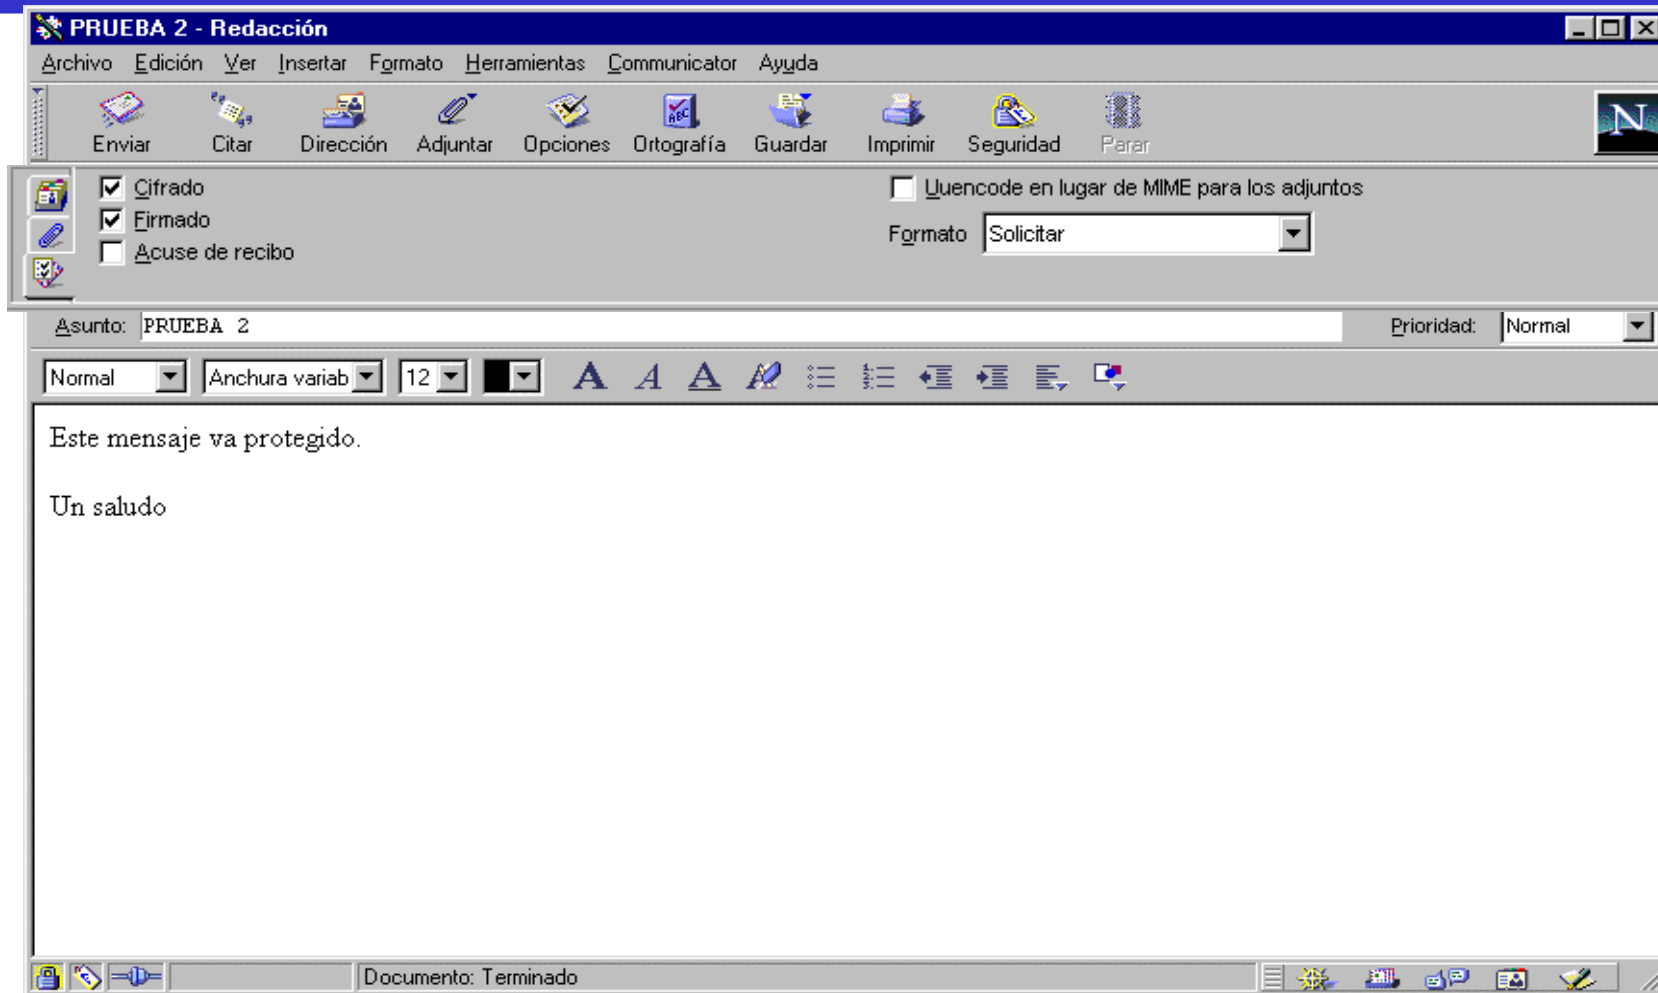 PRUEBA 2 - Redacción
Archivo Edición Ver Insertar Formato Herramientas Communicator Ayuda
Enviar Citar Dirección Adjuntar Opciones Ortografía Guardar Imprimir Seguridad Parar
N
Cifrado
Uuencode en lugar de MIME para los adjuntos
Firmado
Formato Solicitar
Acuse de recibo
Asunto: PRUEBA 2 Prioridad: Normal
Normal Anchura variab 12
Este mensaje va protegido.
Un saludo
Documento: Terminado